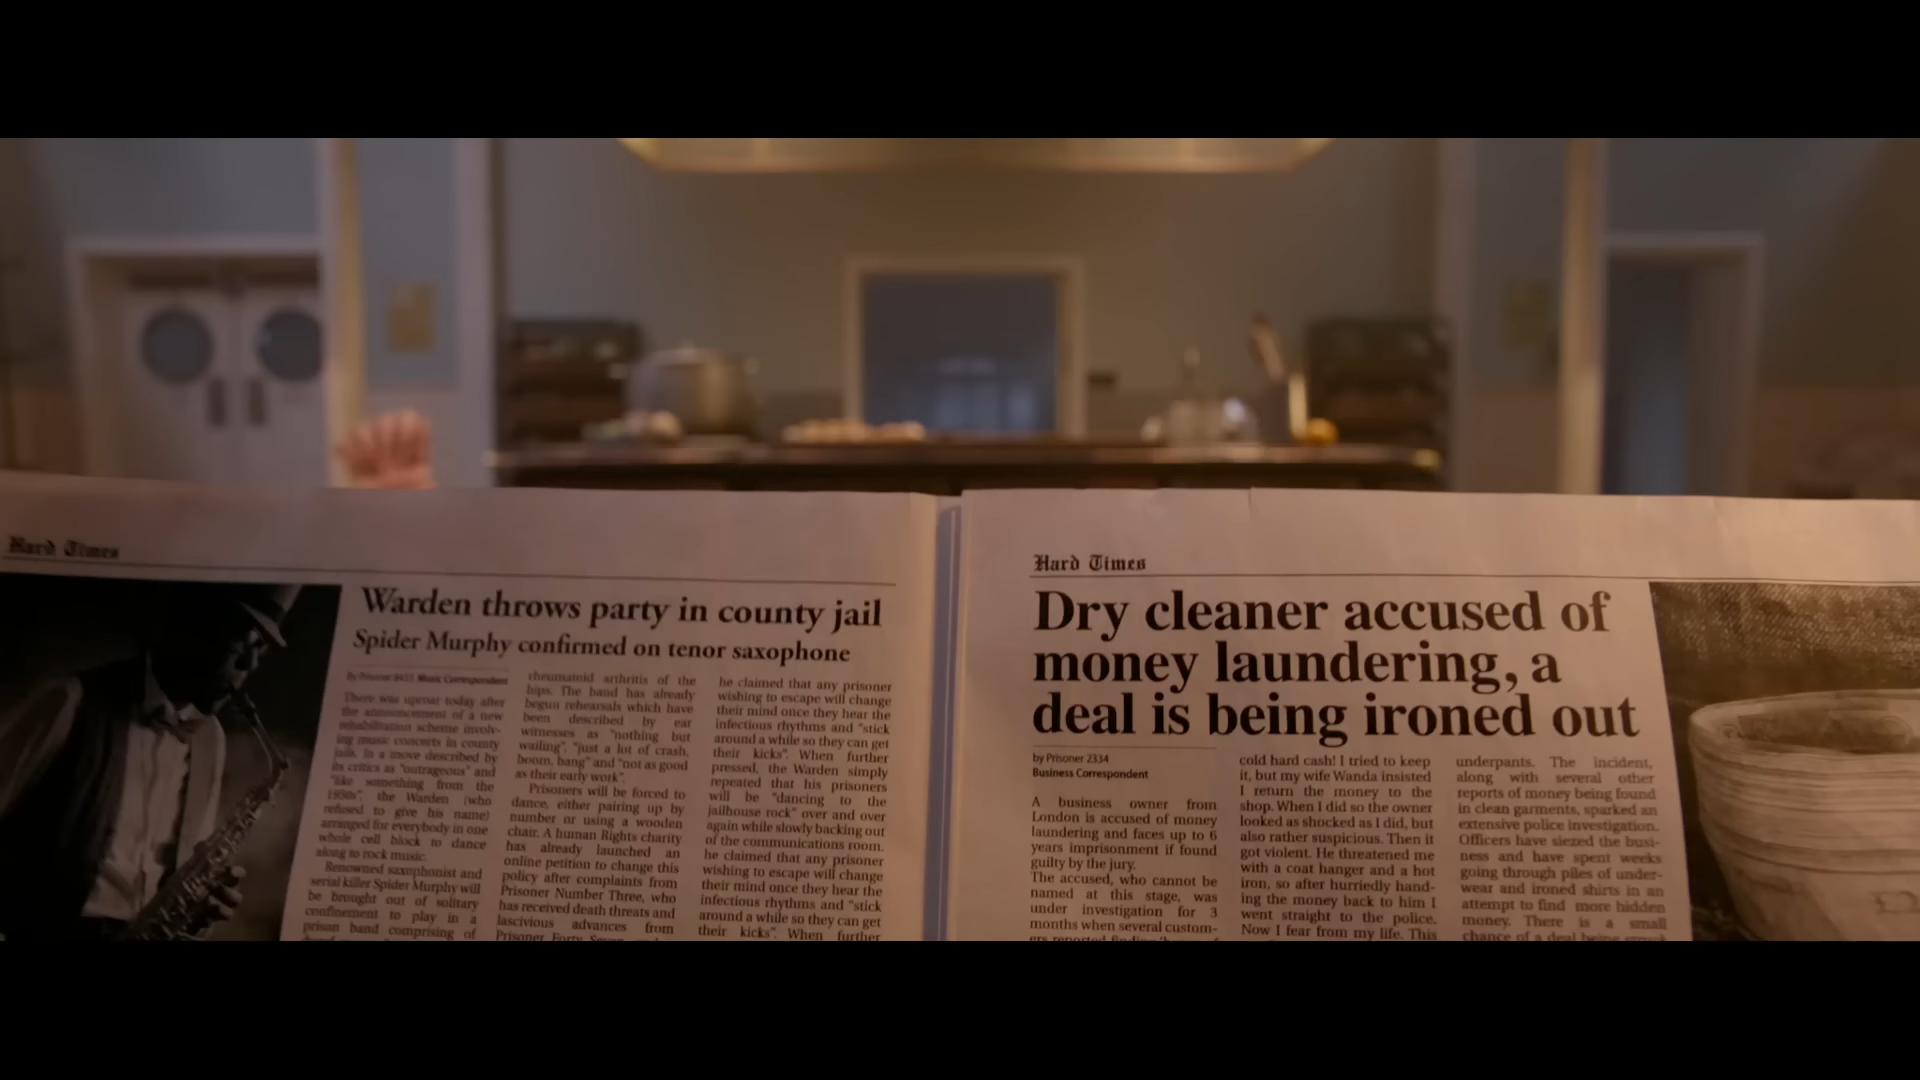 Hard Times
Warden throws party in county jail
Spider Murphy confirmed on tenor saxophone
By Prisoner 8455 Music Correspondent
There was uproar today after
the announcement of a new
rehabilitation scheme involv-
ing music concerts in county
jails. In a move described by
its critics as "outrageous" and
"like something from the
1950s", the Warden (who
refused to give his name)
arranged for everybody in one
whole cell block to dance
along to rock music.
Renowned saxophonist and
serial killer Spider Murphy will
be brought out of solitary
confinement to play in a
prison band comprising of
rheumatoid arthritis of the
hips. The band has already
begun rehearsals which have
been described by ear
witnesses as "nothing but
wailing", "just a lot of crash,
boom, bang" and "not as good
as their early work".
Prisoners will be forced to
dance, either pairing up by
number or using a wooden
chair. A human Rights charity
has already launched an
online petition to change this
policy after complaints from
Prisoner Number Three, who
has received death threats and
lascivious advances from
Prisoner Forty Seven
he claimed that any prisoner
wishing to escape will change
their mind once they hear the
infectious rhythms and "stick
around a while so they can get
their kicks". When further
pressed, the Warden simply
repeated that his prisoners
will be "dancing to the
jailhouse rock" over and over
again while slowly backing out
of the communications room.
he claimed that any prisoner
wishing to escape will change
their mind once they hear the
infectious rhythms and "stick
around a while so they can get
their kicks". When further
Hard Times
Dry cleaner accused of
money laundering, a
deal is being ironed out
by Prisoner 2334
Business Correspondent
A business owner from
London is accused of money
laundering and faces up to 6
years imprisonment if found
guilty by the jury.
The accused, who cannot be
named at this stage, was
under investigation for 3
months when several custom-
ers reported finding
cold hard cash! I tried to keep
it, but my wife Wanda insisted
I return the money to the
shop. When I did so the owner
looked as shocked as I did, but
also rather suspicious. Then it
got violent. He threatened me
with a coat hanger and a hot
iron, so after hurriedly hand-
ing the money back to him I
went straight to the police.
Now I fear from my life. This
underpants. The incident,
along with several other
reports of money being found
in clean garments, sparked an
extensive police investigation.
Officers have siezed the busi-
ness and have spent weeks
going through piles of under-
wear and ironed shirts in an
attempt to find more hidden
money. There is a small
chance of a deal being struck